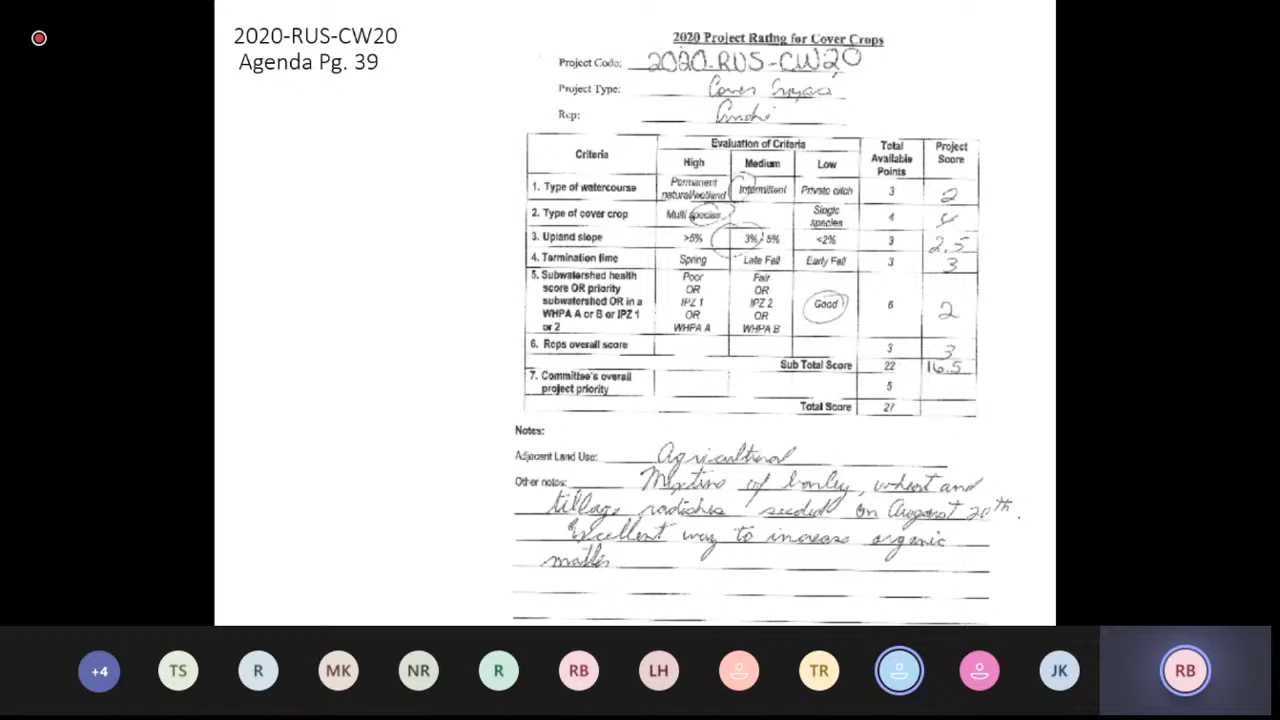 2020-RUS-CW20
Agenda Pg. 39
2020 Project Rating for Cover Crops
Project Code: 2020-RUS-CW20
Project Type: Cover
Rep:
Criteria
Evaluation of Criteria
High Medium Low
Total Available Points
Project Score
1. Type of watercourse Permanent natural/wetland Intermittent Private ditch 3 2
2. Type of cover crop Multi species Single species 4
3. Upland slope >5% 3% - 5% <2% 3 2.5
4. Termination time Spring Late Fall Early Fall 3 3
5. Subwatershed health Poor Fair
score OR priority OR OR
subwatershed OR in a IPZ 1 IPZ 2 Good 6 2
WHPA A or B or IPZ 1 OR OR
or 2 WHPA A WHPA B
6. Reps overall score 3 3
Sub Total Score 22 16.5
7. Committee's overall
project priority 5
Total Score 27
Notes:
Adjacent Land Use: Agricultural
Other notes: Mixture of barley, wheat and
tillage radishes seeded on August 20th.
Excellent way to increase organic
matter
+4 TS R MK NR R RB LH TR JK RB